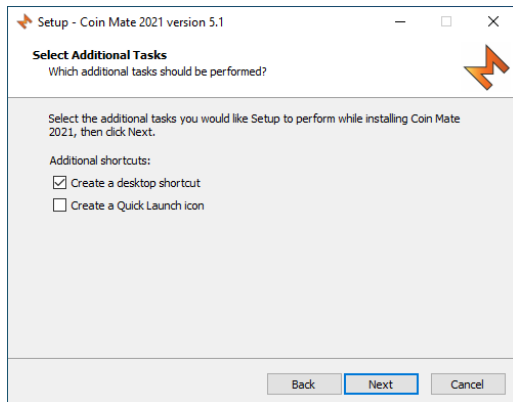 Setup - Coin Mate 2021 version 5.1
Select Additional Tasks
Which additional tasks should be performed?
Select the additional tasks you would like Setup to perform while installing Coin Mate
2021, then click Next.
Additional shortcuts:
Create a desktop shortcut
Create a Quick Launch icon
Back Next Cancel